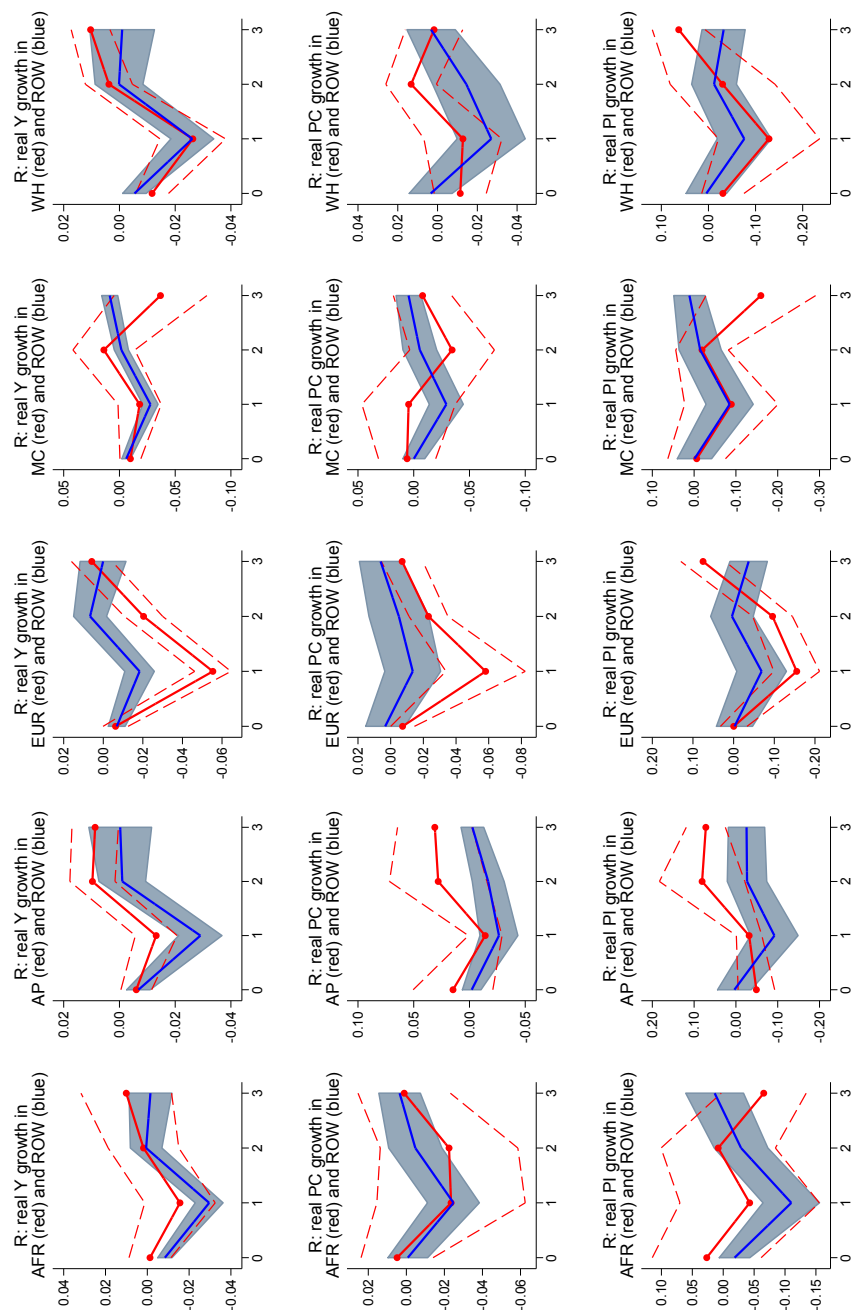 R: real Y growth in
AFR (red) and ROW (blue)
0.04
0.02
0.00
-0.02
-0.04
0 1 2 3
R: real Y growth in
AP (red) and ROW (blue)
0.02
0.00
-0.02
-0.04
0 1 2 3
R: real Y growth in
EUR (red) and ROW (blue)
0.02
0.00
-0.02
-0.04
-0.06
0 1 2 3
R: real Y growth in
MC (red) and ROW (blue)
0.05
0.00
-0.05
-0.10
0 1 2 3
R: real Y growth in
WH (red) and ROW (blue)
0.02
0.00
-0.02
-0.04
0 1 2 3
R: real PC growth in
AFR (red) and ROW (blue)
0.02
0.00
-0.02
-0.04
-0.06
0 1 2 3
R: real PC growth in
AP (red) and ROW (blue)
0.10
0.05
0.00
-0.05
0 1 2 3
R: real PC growth in
EUR (red) and ROW (blue)
0.02
0.00
-0.02
-0.04
-0.06
-0.08
0 1 2 3
R: real PC growth in
MC (red) and ROW (blue)
0.05
0.00
-0.05
-0.10
0 1 2 3
R: real PC growth in
WH (red) and ROW (blue)
0.02
0.00
-0.02
-0.04
0 1 2 3
R: real PI growth in
AFR (red) and ROW (blue)
0.10
0.05
0.00
-0.05
-0.10
-0.15
0 1 2 3
R: real PI growth in
AP (red) and ROW (blue)
0.20
0.10
0.00
-0.10
-0.20
0 1 2 3
R: real PI growth in
EUR (red) and ROW (blue)
0.20
0.10
0.00
-0.10
-0.20
0 1 2 3
R: real PI growth in
MC (red) and ROW (blue)
0.10
0.00
-0.10
-0.20
-0.30
0 1 2 3
R: real PI growth in
WH (red) and ROW (blue)
0.10
0.00
-0.10
-0.20
0 1 2 3